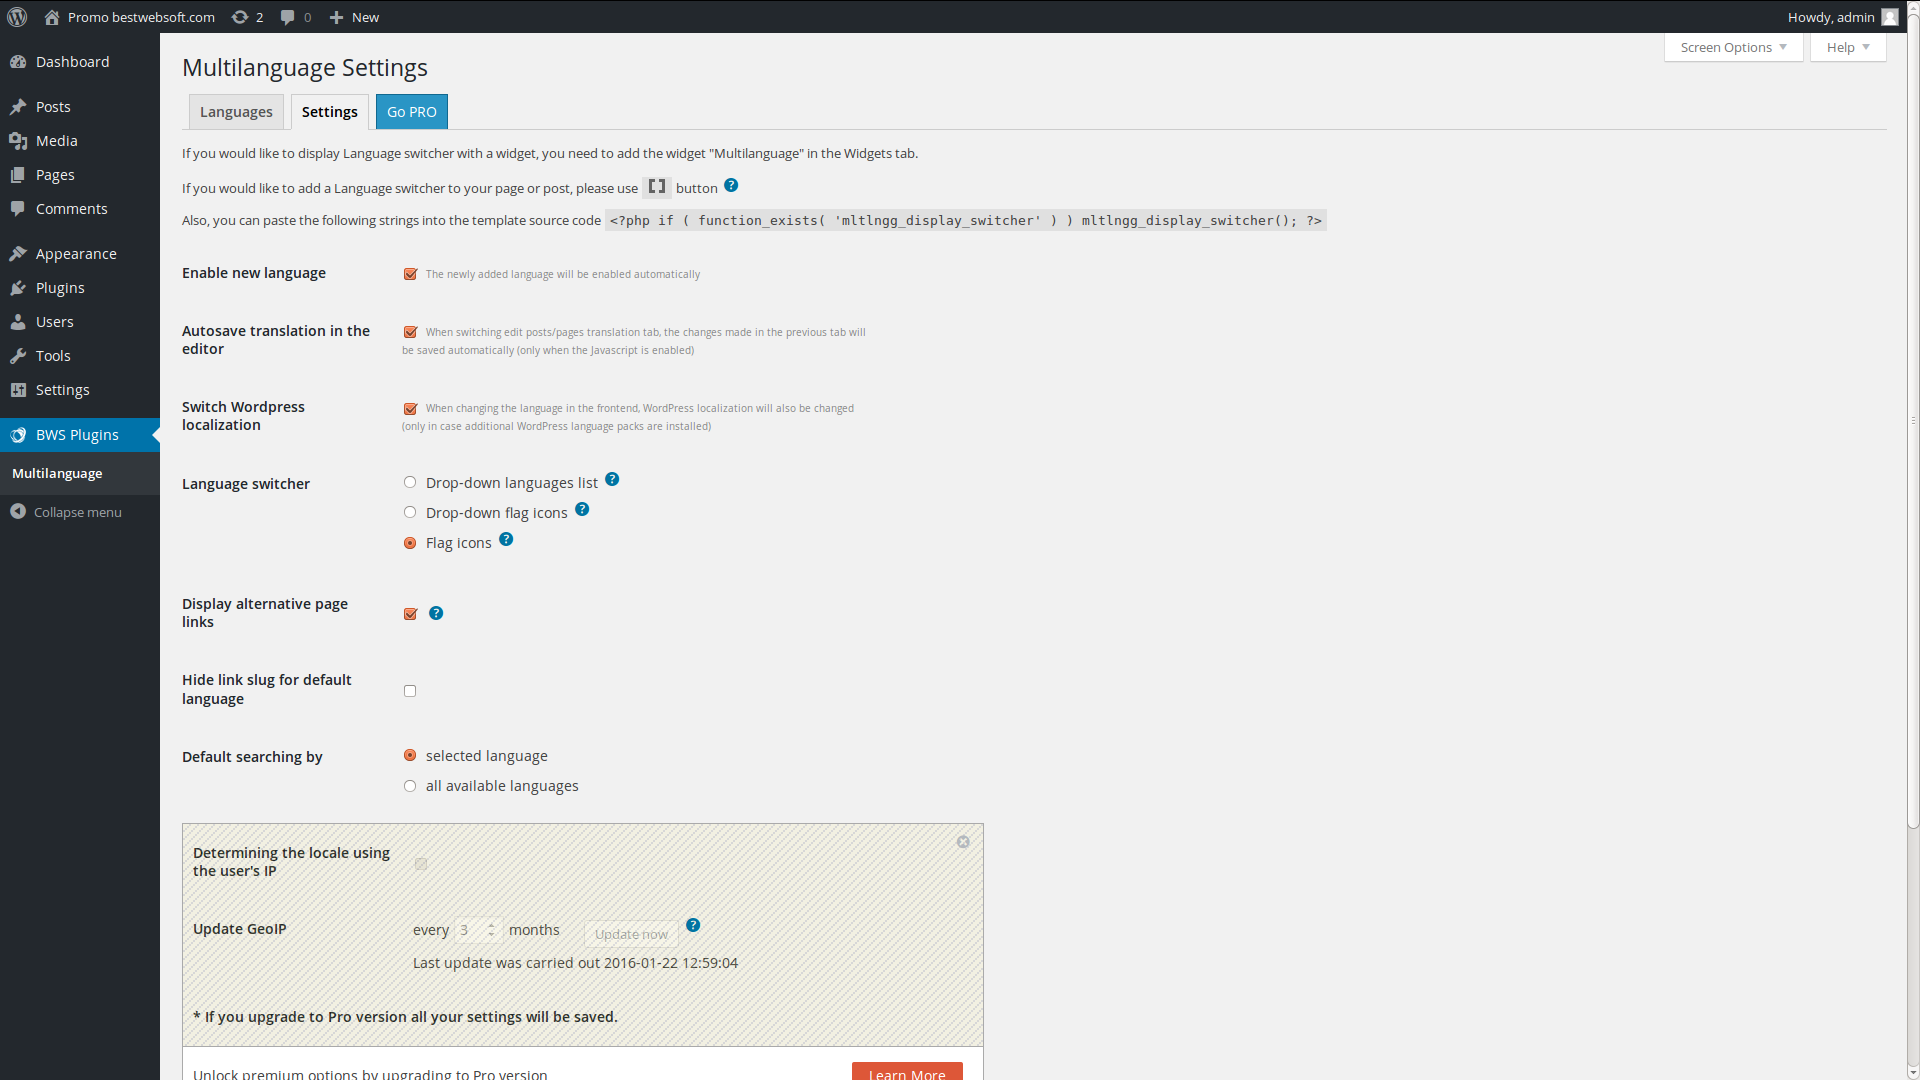 Promo bestwebsoft.com 2 0 New Howdy, admin
Screen Options Help
Dashboard
Posts
Media
Pages
Comments
Appearance
Plugins
Users
Tools
Settings
BWS Plugins
Multilanguage
Collapse menu
Multilanguage Settings
Languages Settings Go PRO
If you would like to display Language switcher with a widget, you need to add the widget "Multilanguage" in the Widgets tab.
If you would like to add a Language switcher to your page or post, please use [] button ?
Also, you can paste the following strings into the template source code <?php if ( function_exists( 'mltlngg_display_switcher' ) ) mltlngg_display_switcher(); ?>
Enable new language
The newly added language will be enabled automatically
Autosave translation in the
editor
When switching edit posts/pages translation tab, the changes made in the previous tab will
be saved automatically (only when the Javascript is enabled)
Switch Wordpress
localization
When changing the language in the frontend, WordPress localization will also be changed
(only in case additional WordPress language packs are installed)
Language switcher
Drop-down languages list ?
Drop-down flag icons ?
Flag icons ?
Display alternative page
links
?
Hide link slug for default
language
Default searching by
selected language
all available languages
Determining the locale using
the user's IP
Update GeoIP
every 3 months Update now ?
Last update was carried out 2016-01-22 12:59:04
* If you upgrade to Pro version all your settings will be saved.
Unlock premium options by upgrading to Pro version
Learn More